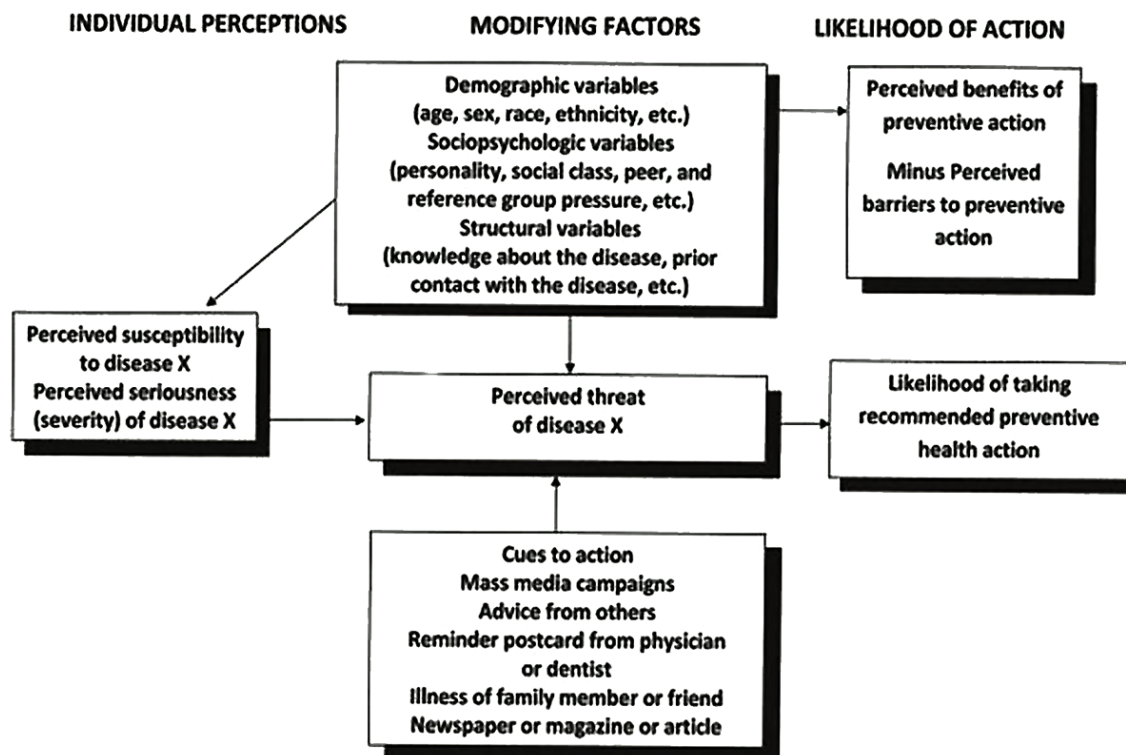 INDIVIDUAL PERCEPTIONS
MODIFYING FACTORS
LIKELIHOOD OF ACTION
Demographic variables
(age, sex, race, ethnicity, etc.)
Sociopsychologic variables
(personality, social class, peer, and
reference group pressure, etc.)
Structural variables
(knowledge about the disease, prior
contact with the disease, etc.)
Perceived benefits of
preventive action
Minus Perceived
barriers to preventive
action
Perceived susceptibility
to disease X
Perceived seriousness
(severity) of disease X
Perceived threat
of disease X
Likelihood of taking
recommended preventive
health action
Cues to action
Mass media campaigns
Advice from others
Reminder postcard from physician
or dentist
Illness of family member or friend
Newspaper or magazine or article